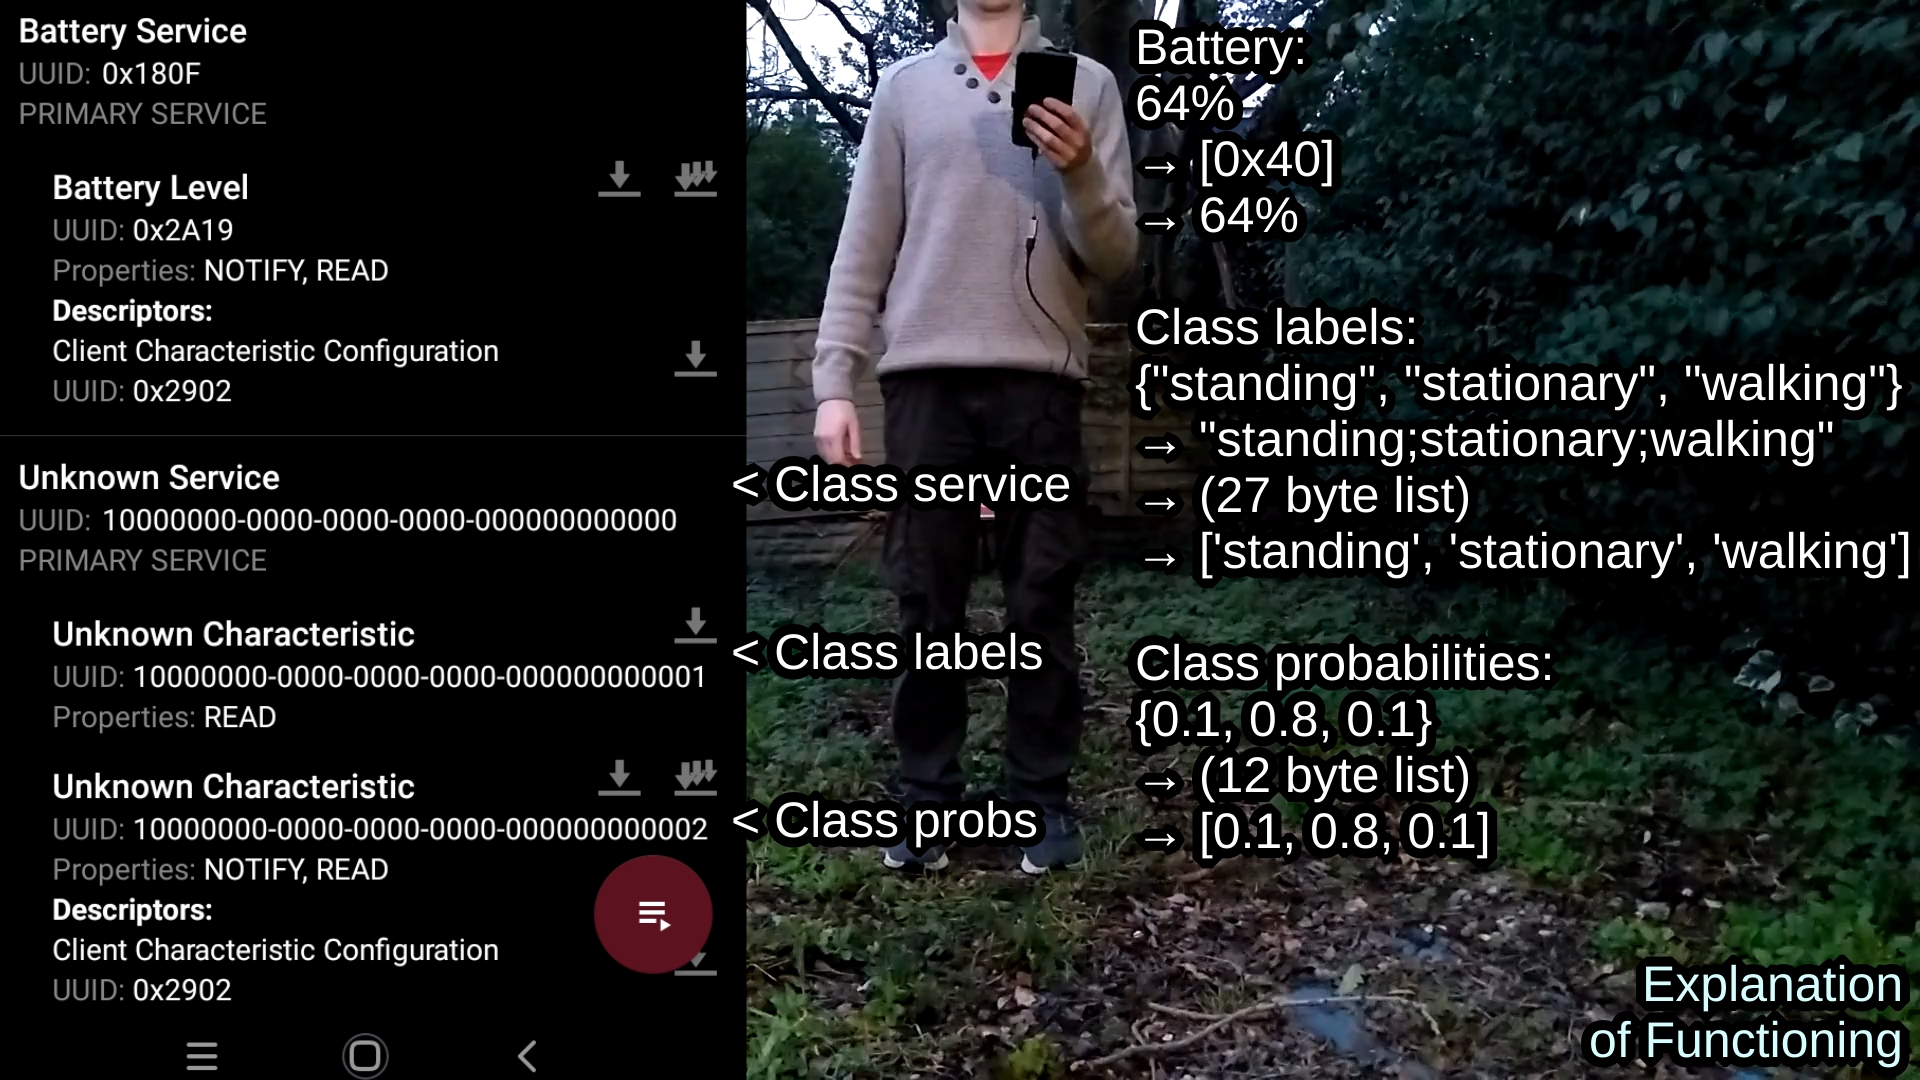 Battery Service
UUID: 0x180F
PRIMARY SERVICE
Battery Level
UUID: 0x2A19
Properties: NOTIFY, READ
Descriptors:
Client Characteristic Configuration
UUID: 0x2902
Unknown Service
UUID: 10000000-0000-0000-0000-000000000000
PRIMARY SERVICE
Unknown Characteristic
UUID: 10000000-0000-0000-0000-000000000001
Properties: READ
Unknown Characteristic
UUID: 10000000-0000-0000-0000-000000000002
Properties: NOTIFY, READ
Descriptors:
Client Characteristic Configuration
UUID: 0x2902
< Class service
< Class labels
< Class probs
Battery:
64%
→ [0x40]
→ 64%
Class labels:
{"standing", "stationary", "walking"}
→ "standing;stationary;walking"
→ (27 byte list)
→ ['standing', 'stationary', 'walking']
Class probabilities:
{0.1, 0.8, 0.1}
→ (12 byte list)
→ [0.1, 0.8, 0.1]
Explanation
of Functioning